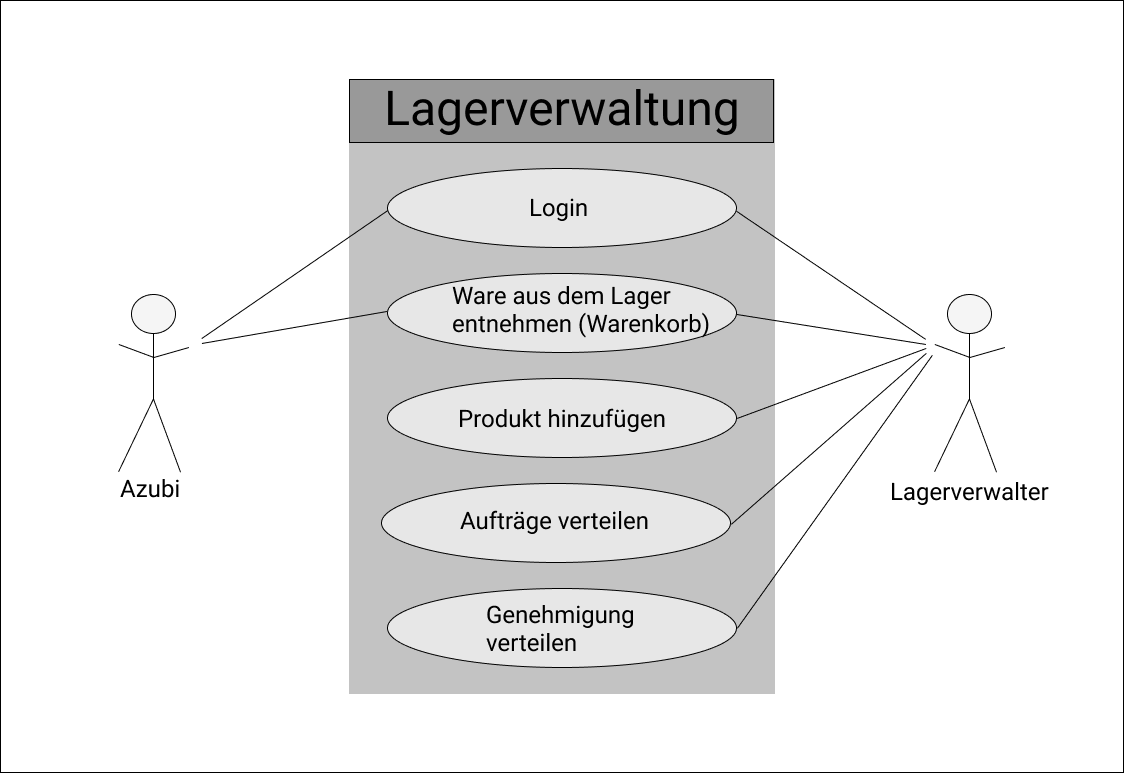 Lagerverwaltung
Login
Ware aus dem Lager
entnehmen (Warenkorb)
Produkt hinzufügen
Azubi
Lagerverwalter
Aufträge verteilen
Genehmigung
verteilen